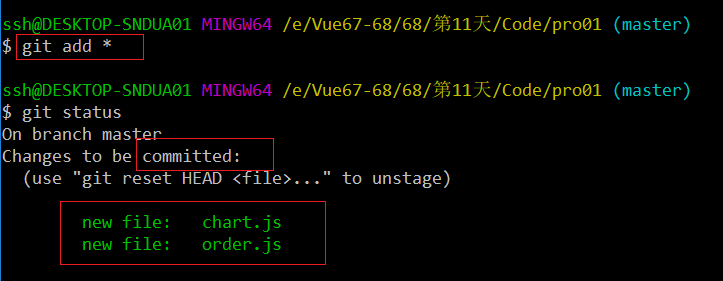 ssh@DESKTOP-SNDUA01 MINGW64 /e/Vue67-68/68/第11天/Code/pro01 (master)
$ git add *
ssh@DESKTOP-SNDUA01 MINGW64 /e/Vue67-68/68/第11天/Code/pro01 (master)
$ git status
On branch master
Changes to be committed:
  (use "git reset HEAD <file>..." to unstage)
        new file:   chart.js
        new file:   order.js